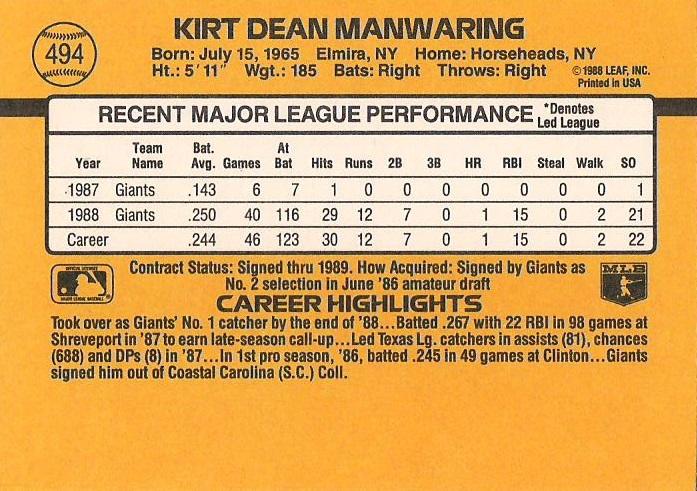 494
KIRT DEAN MANWARING
Born: July 15, 1965 Elmira, NY Home: Horseheads, NY
Ht.: 5' 11" Wgt.: 185 Bats: Right Throws: Right
©1988 LEAF, INC.
Printed in USA
RECENT MAJOR LEAGUE PERFORMANCE
*Denotes
Led League
Year Team Name Bat. Avg. Games At Bat Hits Runs 2B 3B HR RBI Steal Walk SO
1987 Giants .143 6 7 1 0 0 0 0 0 0 0 1
1988 Giants .250 40 116 29 12 7 0 1 15 0 2 21
Career .244 46 123 30 12 7 0 1 15 0 2 22
Contract Status: Signed thru 1989. How Acquired: Signed by Giants as
No. 2 selection in June '86 amateur draft
MLB
CAREER HIGHLIGHTS
Took over as Giants' No. 1 catcher by the end of '88...Batted .267 with 22 RBI in 98 games at
Shreveport in '87 to earn late-season call-up...Led Texas Lg. catchers in assists (81), chances
(688) and DPs (8) in '87...In 1st pro season, '86, batted .245 in 49 games at Clinton...Giants
signed him out of Coastal Carolina (S.C.) Coll.